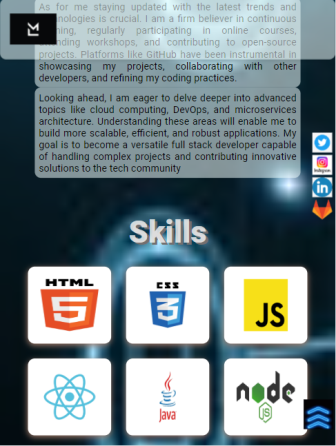 As for me staying updated with the latest trends and
technologies is crucial. I am a firm believer in continuous
learning, regularly participating in online courses,
attending workshops, and contributing to open-source
projects. Platforms like GitHub have been instrumental in
showcasing my projects, collaborating with other
developers, and refining my coding practices.
Looking ahead, I am eager to delve deeper into advanced
topics like cloud computing, DevOps, and microservices
architecture. Understanding these areas will enable me to
build more scalable, efficient, and robust applications. My
goal is to become a versatile full stack developer capable
of handling complex projects and contributing innovative
solutions to the tech community
Instagram
in
Skills
HTML
5
CSS
3
JS
Java
node
JS